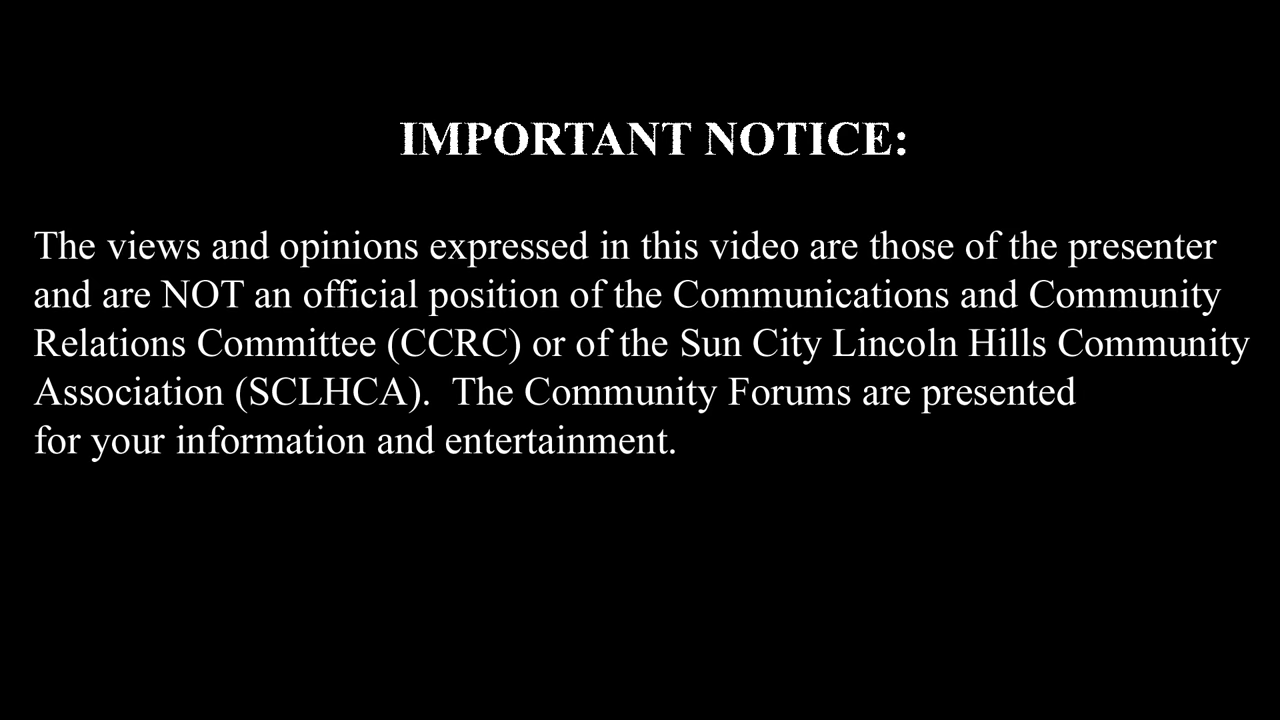 IMPORTANT NOTICE:
The views and opinions expressed in this video are those of the presenter
and are NOT an official position of the Communications and Community
Relations Committee (CCRC) or of the Sun City Lincoln Hills Community
Association (SCLHCA).  The Community Forums are presented
for your information and entertainment.